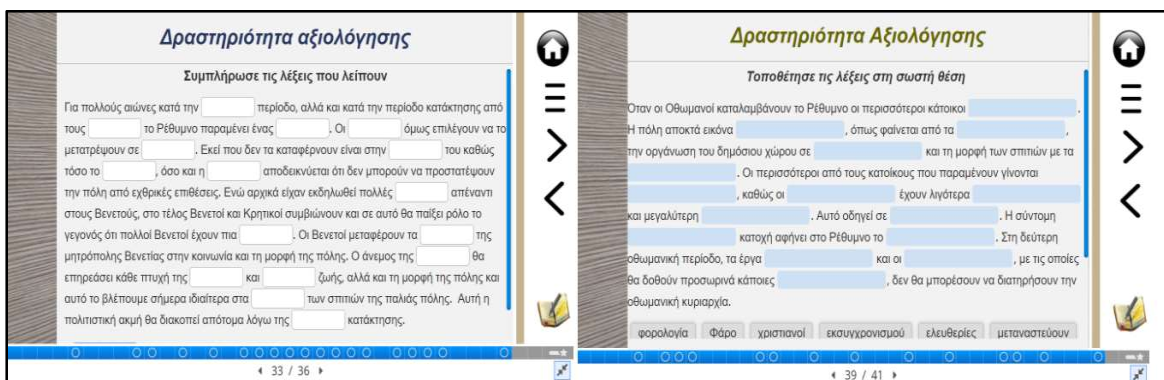 Δραστηριότητα αξιολόγησης
Συμπλήρωσε τις λέξεις που λείπουν
Για πολλούς αιώνες κατά την περίοδο, αλλά και κατά την περίοδο κατάκτησης από
τους το Ρέθυμνο παραμένει ένας . Οι όμως επιλέγουν να το
μετατρέψουν σε . Εκεί που δεν τα καταφέρνουν είναι στην του καθώς
τόσο το , όσο και η αποδεικνύεται ότι δεν μπορούν να προστατέψουν
την πόλη από εχθρικές επιθέσεις. Ενώ αρχικά είχαν εκδηλωθεί πολλές απέναντι
στους Βενετούς, στο τέλος Βενετοί και Κρητικοί συμβιώνουν και σε αυτό θα παίξει ρόλο το
γεγονός ότι πολλοί Βενετοί έχουν πια . Οι Βενετοί μεταφέρουν τα της
μητρόπολης Βενετίας στην κοινωνία και τη μορφή της πόλης. Ο άνεμος της θα
επηρεάσει κάθε πτυχή της και ζωής, αλλά και τη μορφή της πόλης και
αυτό το βλέπουμε σήμερα ιδιαίτερα στα των σπιτιών της παλιάς πόλης. Αυτή η
πολιτιστική ακμή θα διακοπεί απότομα λόγω της κατάκτησης.
33 / 36
Δραστηριότητα Αξιολόγησης
Τοποθέτησε τις λέξεις στη σωστή θέση
Όταν οι Οθωμανοί καταλαμβάνουν το Ρέθυμνο οι περισσότεροι κάτοικοι .
Η πόλη αποκτά εικόνα , όπως φαίνεται από τα ,
την οργάνωση του δημόσιου χώρου σε και τη μορφή των σπιτιών με τα
. Οι περισσότεροι από τους κατοίκους που παραμένουν γίνονται
, καθώς οι έχουν λιγότερα
και μεγαλύτερη . Αυτό οδηγεί σε . Η σύντομη
κατοχή αφήνει στο Ρέθυμνο το . Στη δεύτερη
οθωμανική περίοδο, τα έργα και οι , με τις οποίες
θα δοθούν προσωρινά κάποιες , δεν θα μπορέσουν να διατηρήσουν την
οθωμανική κυριαρχία.
φορολογία Φάρο χριστιανοί εκσυγχρονισμού ελευθερίες μεταναστεύουν
39 / 41